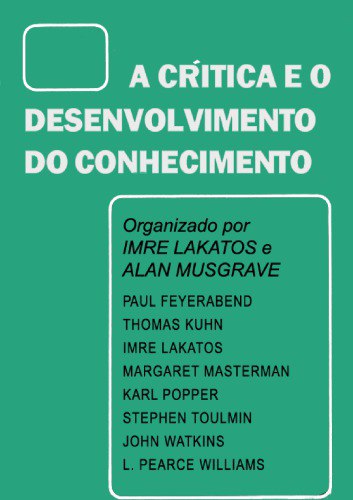 A CRÍTICA E O
DESENVOLVIMENTO
DO CONHECIMENTO
Organizado por
IMRE LAKATOS e
ALAN MUSGRAVE
PAUL FEYERABEND
THOMAS KUHN
IMRE LAKATOS
MARGARET MASTERMAN
KARL POPPER
STEPHEN TOULMIN
JOHN WATKINS
L. PEARCE WILLIAMS